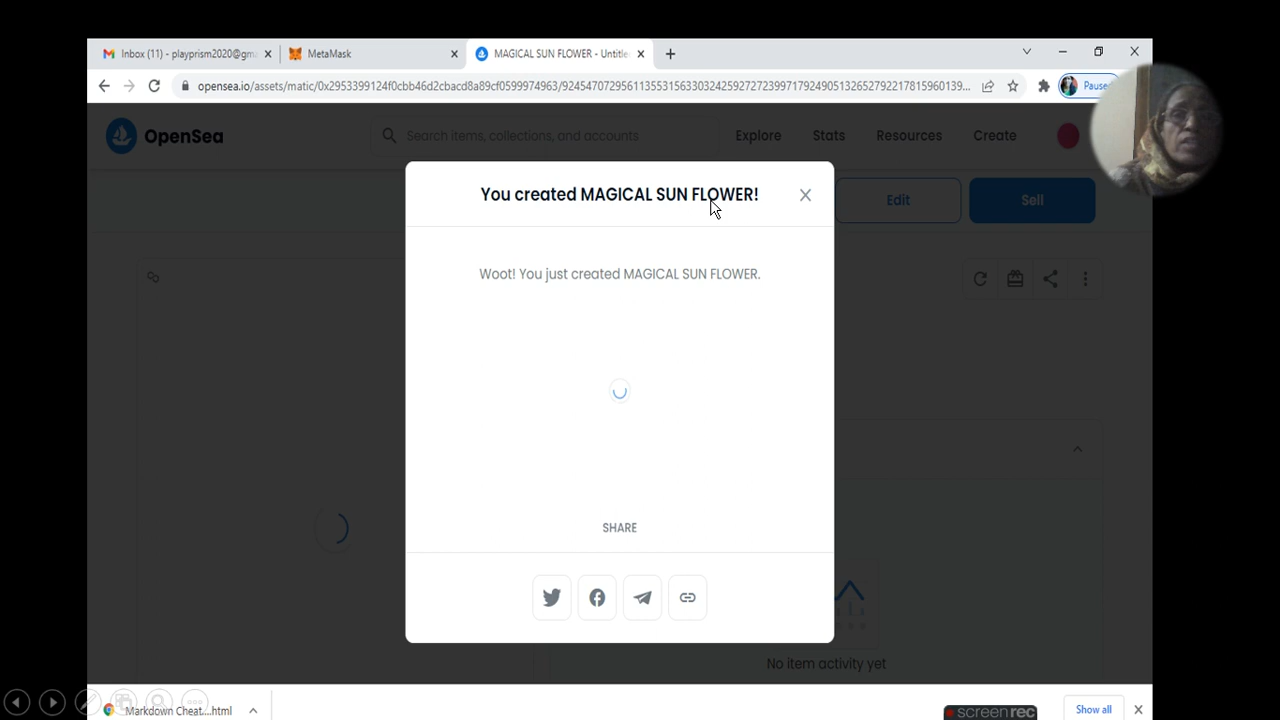 Inbox (11) - playprism2020@gma
MetaMask
MAGICAL SUN FLOWER - Untitle
opensea.io/assets/matic/0x2953399124f0cbb46d2cbacd8a89cf0599974963/92454707295611355315633032425927272399717924905132652792217815960139...
Paused
OpenSea
Search items, collections, and accounts
Explore
Stats
Resources
Create
You created MAGICAL SUN FLOWER!
Edit
Sell
Woot! You just created MAGICAL SUN FLOWER.
SHARE
No item activity yet
Markdown Cheat....html
screenrec
Show all